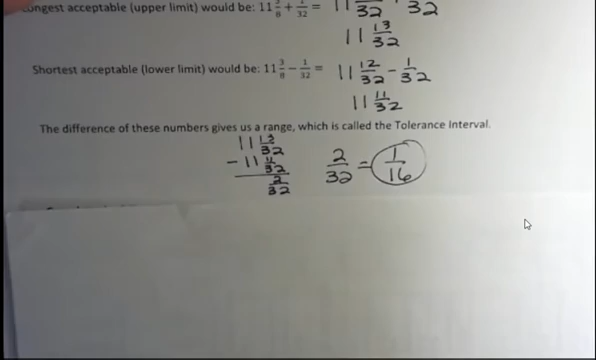 Longest acceptable (upper limit) would be: 11 3/8 + 1/32 = 11 /32 + /32
11 13/32
Shortest acceptable (lower limit) would be: 11 3/8 − 1/32 = 11 12/32 − 1/32
11 11/32
The difference of these numbers gives us a range, which is called the Tolerance Interval.
11 13/32
− 11 11/32
2/32
2/32 = 1/16